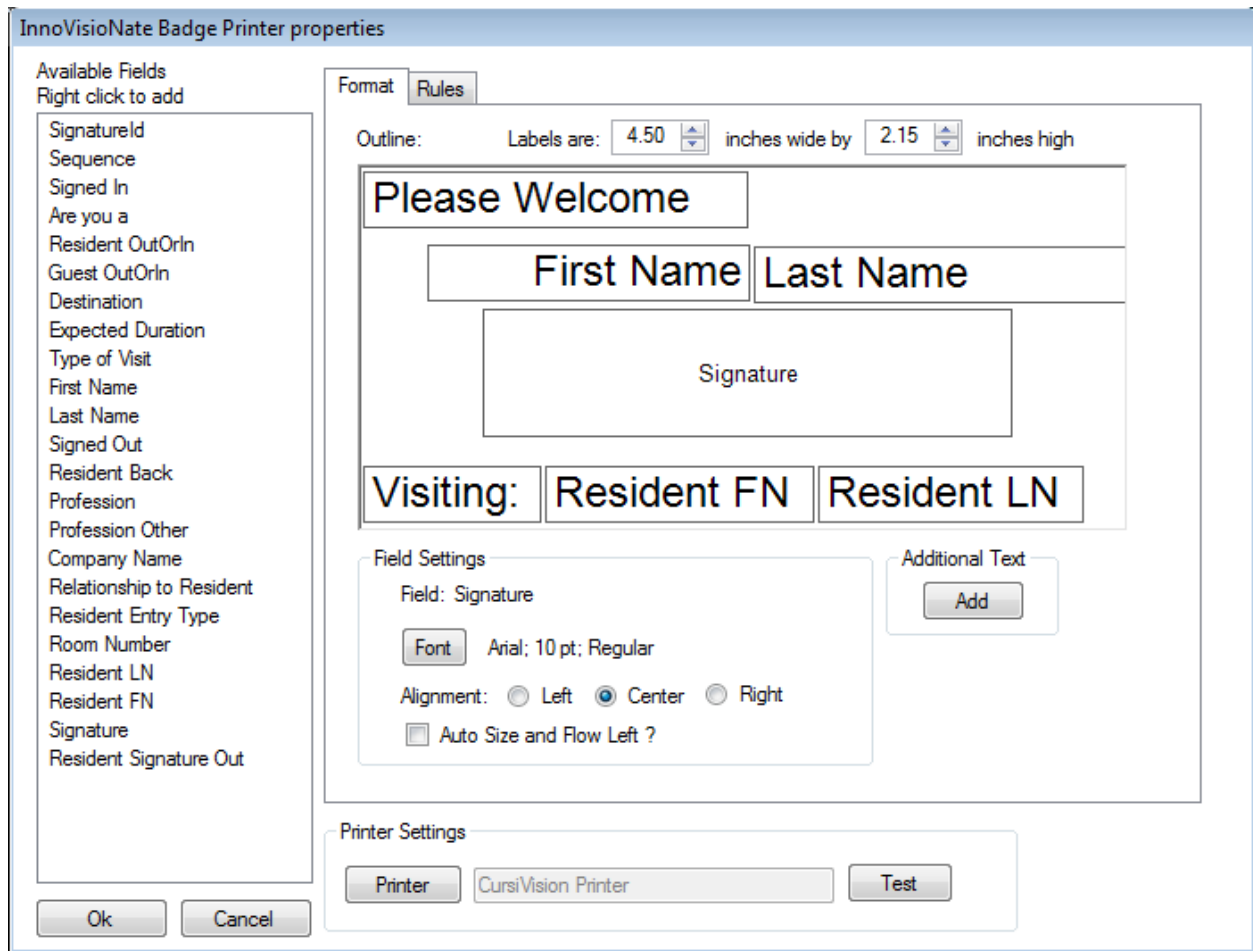 InnoVisioNate Badge Printer properties
Available Fields
Right click to add
SignatureId
Sequence
Signed In
Are you a
Resident OutOrIn
Guest OutOrIn
Destination
Expected Duration
Type of Visit
First Name
Last Name
Signed Out
Resident Back
Profession
Profession Other
Company Name
Relationship to Resident
Resident Entry Type
Room Number
Resident LN
Resident FN
Signature
Resident Signature Out
Ok Cancel
Format Rules
Outline: Labels are: 4.50 inches wide by 2.15 inches high
Please Welcome
First Name Last Name
Signature
Visiting: Resident FN Resident LN
Field Settings
Field: Signature
Font Arial; 10 pt; Regular
Alignment: Left Center Right
Auto Size and Flow Left ?
Additional Text
Add
Printer Settings
Printer CursiVision Printer Test